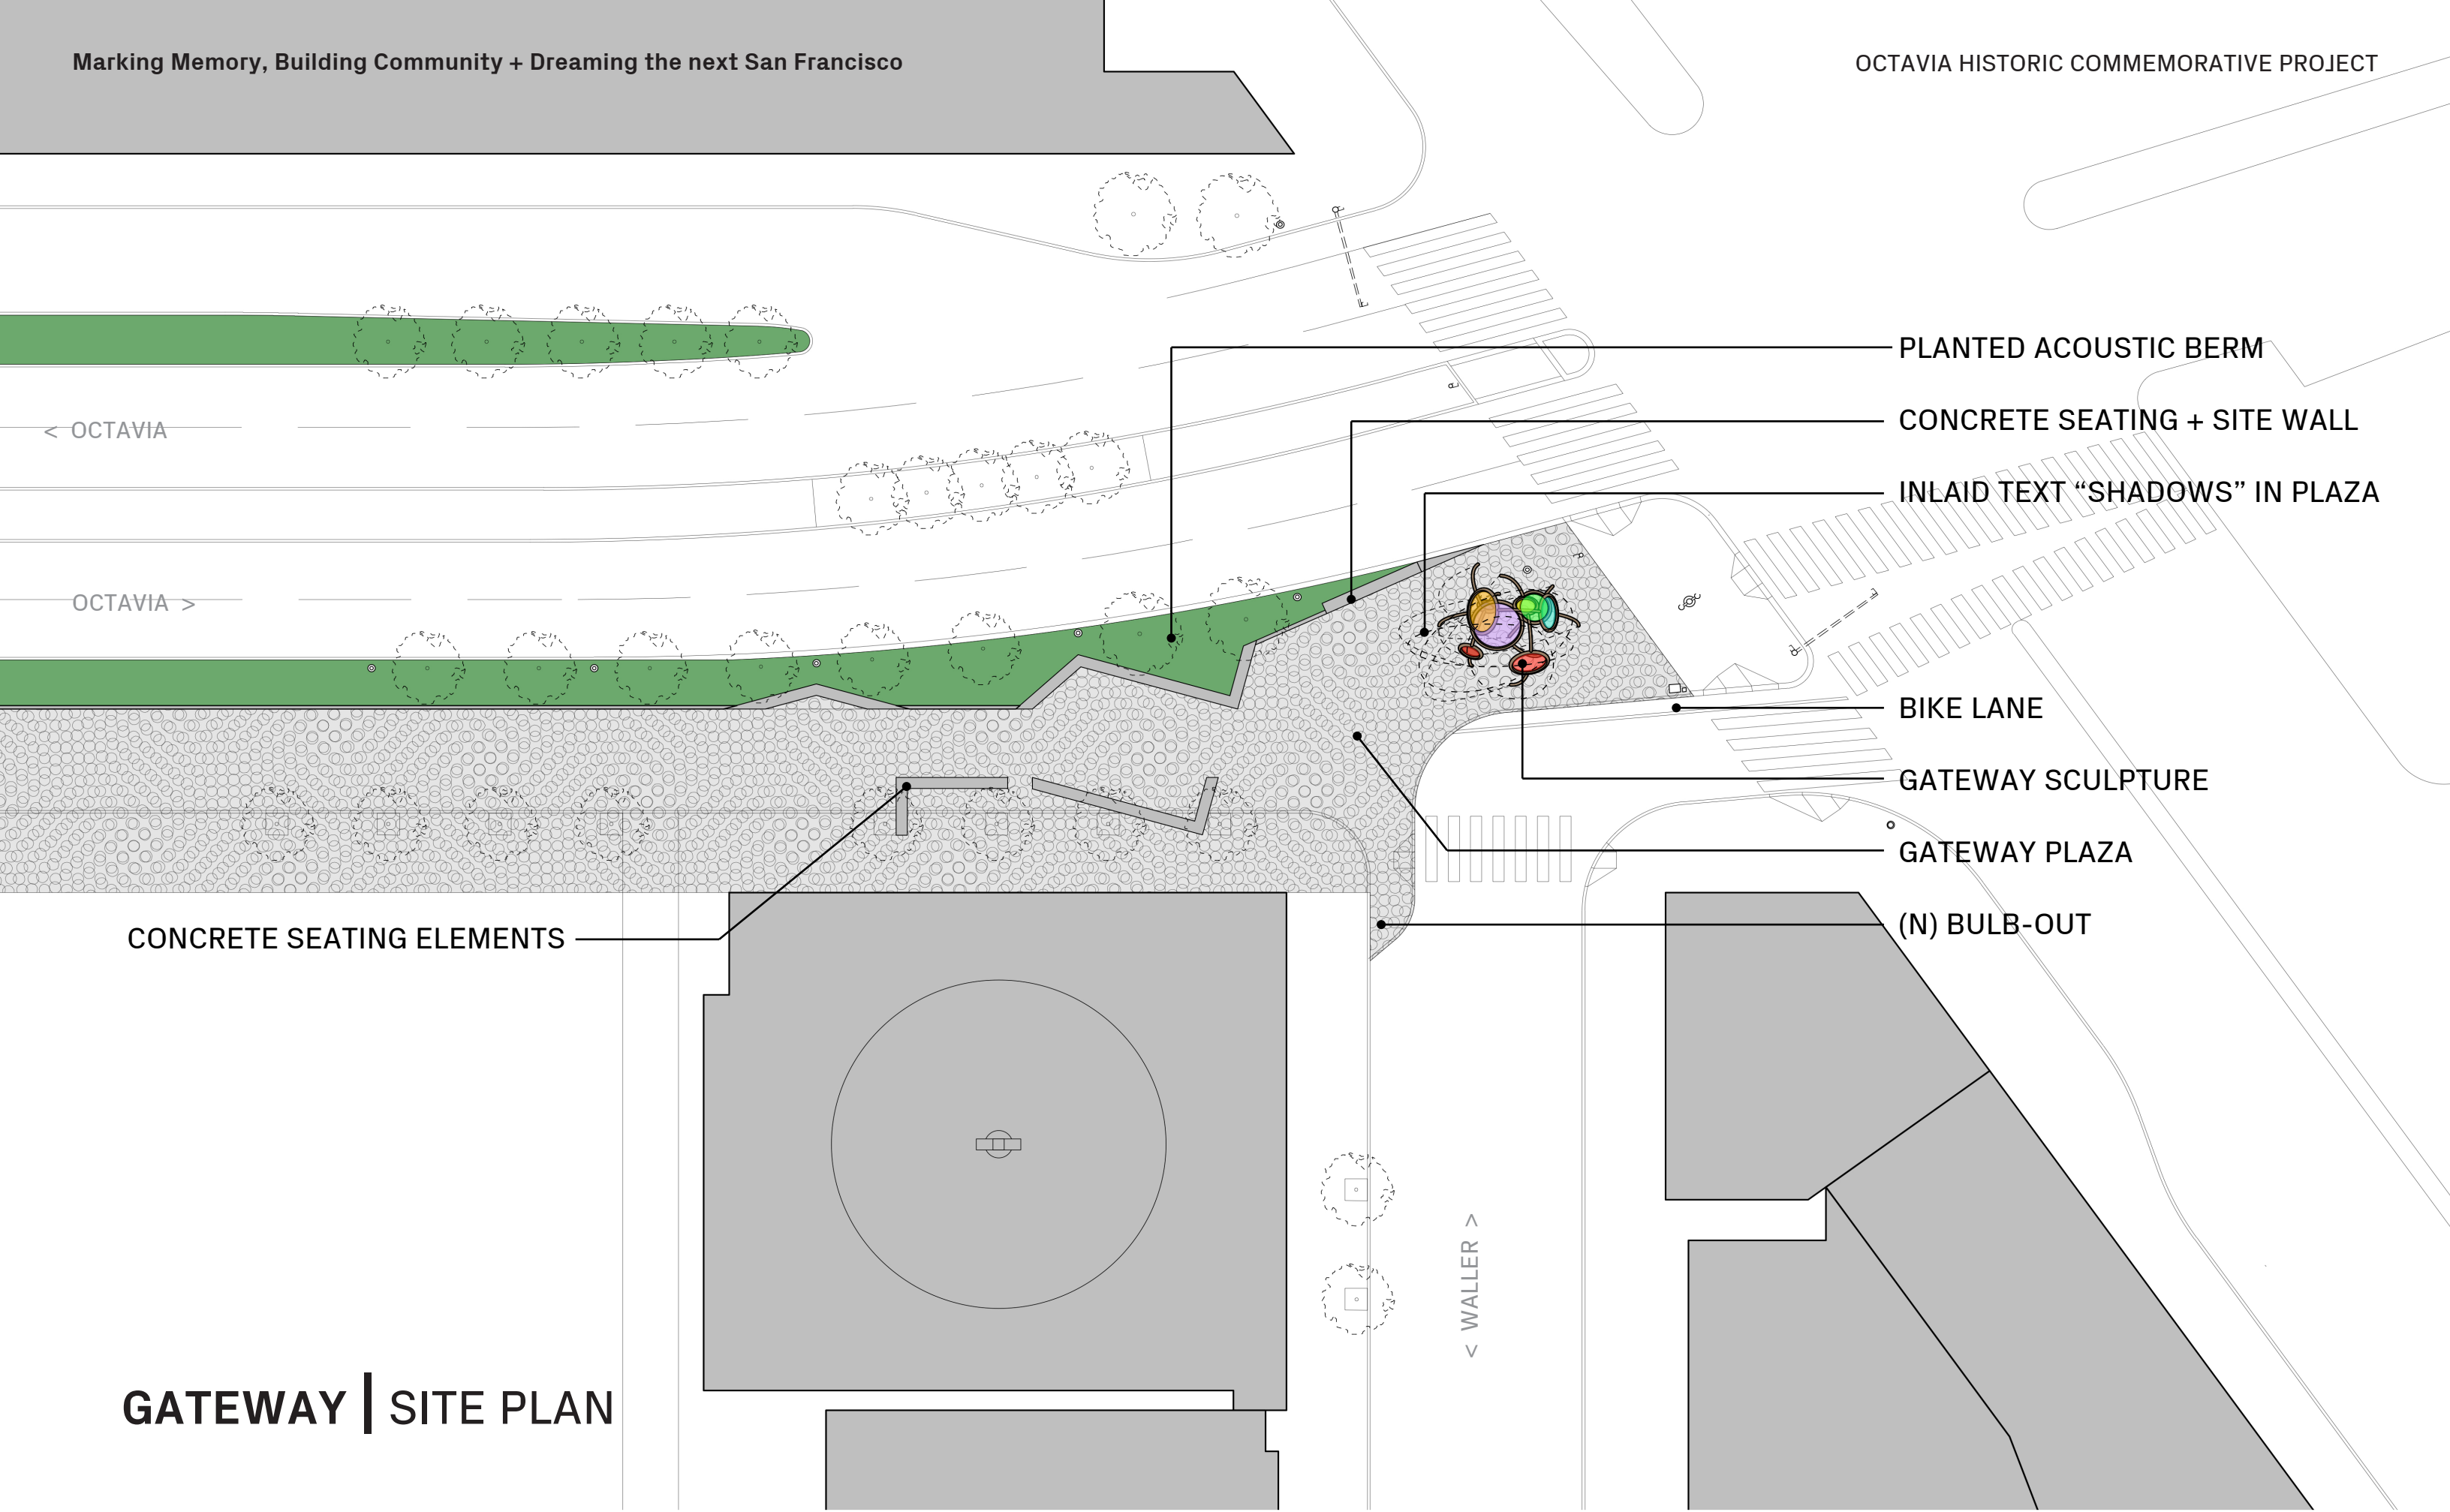 Marking Memory, Building Community + Dreaming the next San Francisco
OCTAVIA HISTORIC COMMEMORATIVE PROJECT
PLANTED ACOUSTIC BERM
CONCRETE SEATING + SITE WALL
< OCTAVIA
INLAID TEXT “SHADOWS” IN PLAZA
OCTAVIA >
BIKE LANE
GATEWAY SCULPTURE
GATEWAY PLAZA
(N) BULB-OUT
CONCRETE SEATING ELEMENTS
< WALLER >
GATEWAY | SITE PLAN